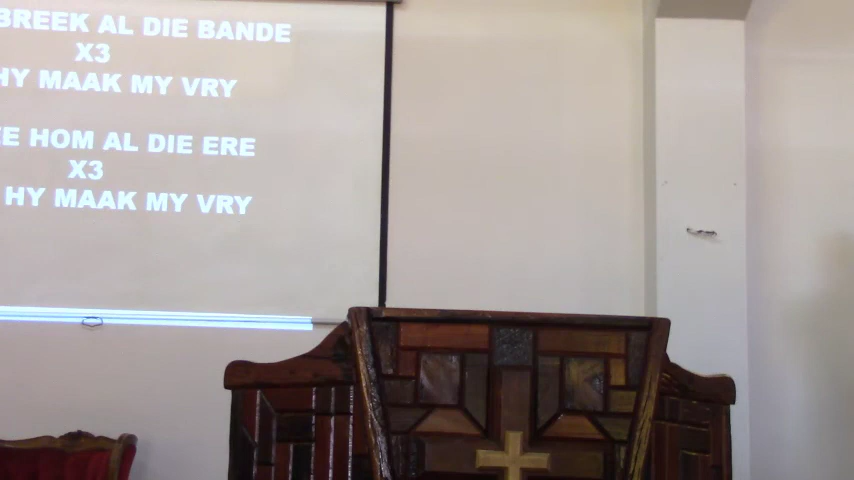 BREEK AL DIE BANDE
X3
HY MAAK MY VRY
HOM AL DIE ERE
X3
HY MAAK MY VRY